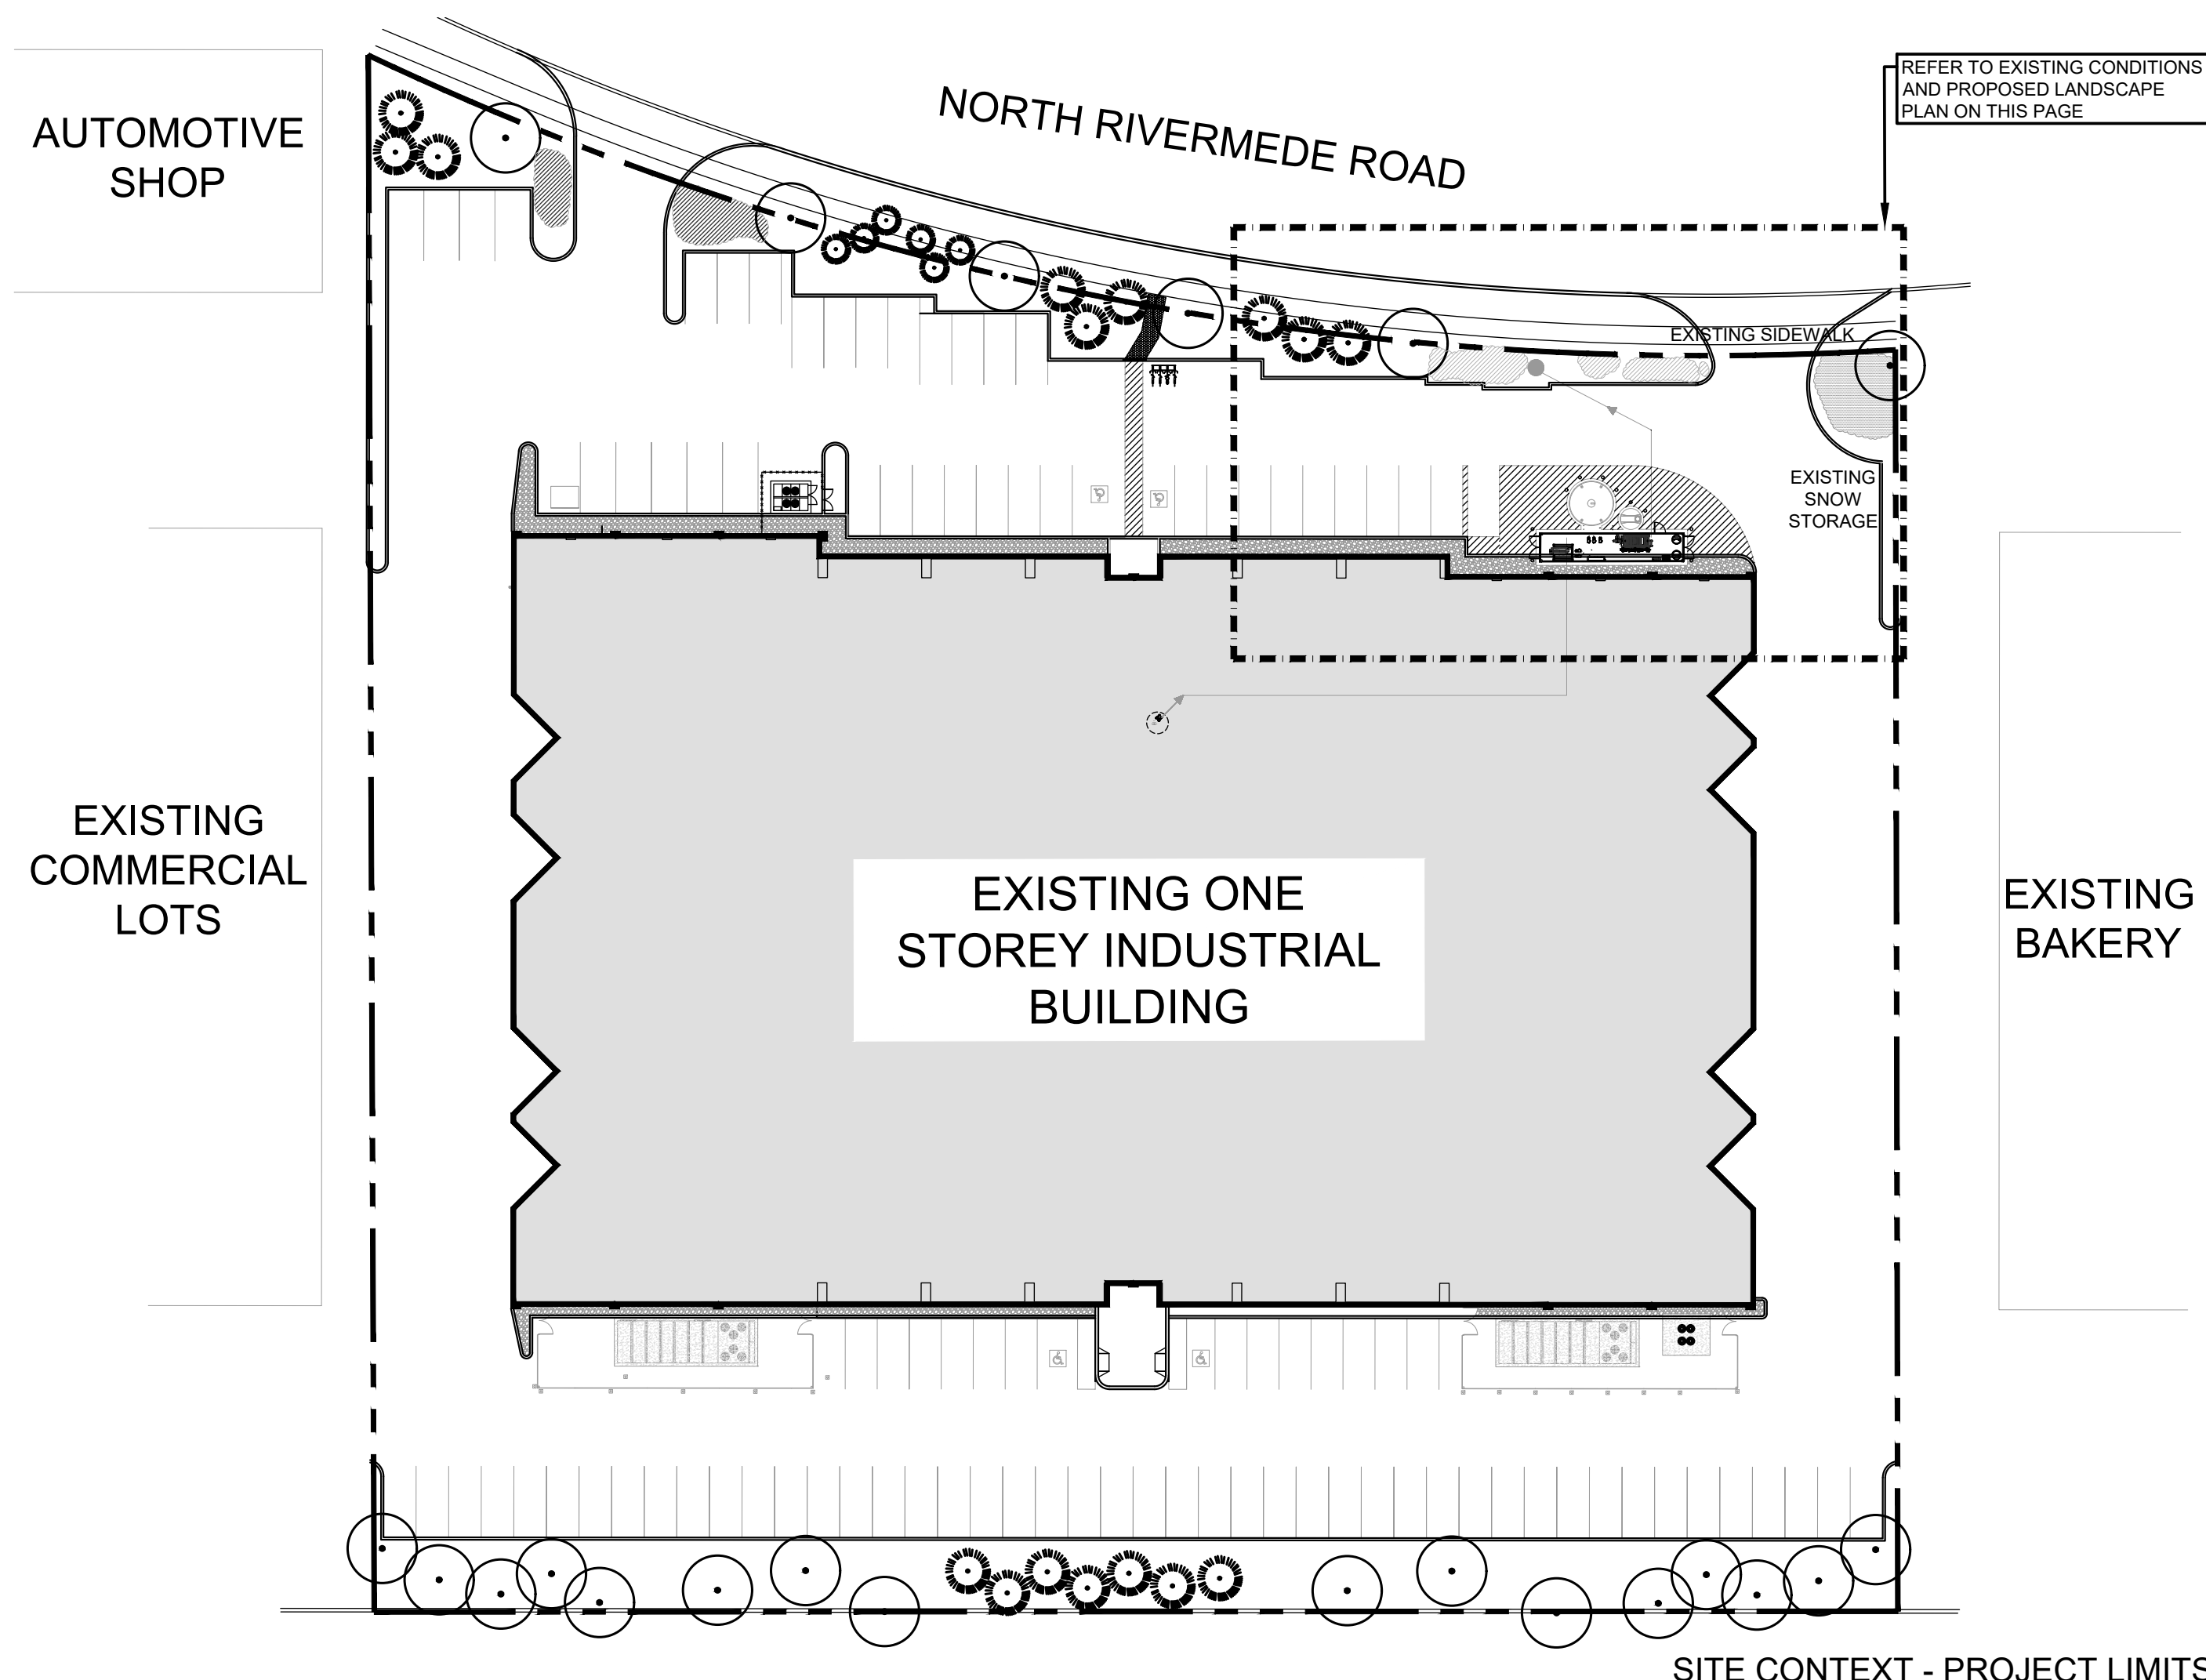 REFER TO EXISTING CONDITIONS
AND PROPOSED LANDSCAPE
PLAN ON THIS PAGE
NORTH RIVERMEDE ROAD
AUTOMOTIVE
SHOP
EXISTING SIDEWALK
EXISTING
SNOW
STORAGE
EXISTING
COMMERCIAL
LOTS
EXISTING ONE
STOREY INDUSTRIAL
BUILDING
EXISTING
BAKERY
SITE CONTEXT - PROJECT LIMITS